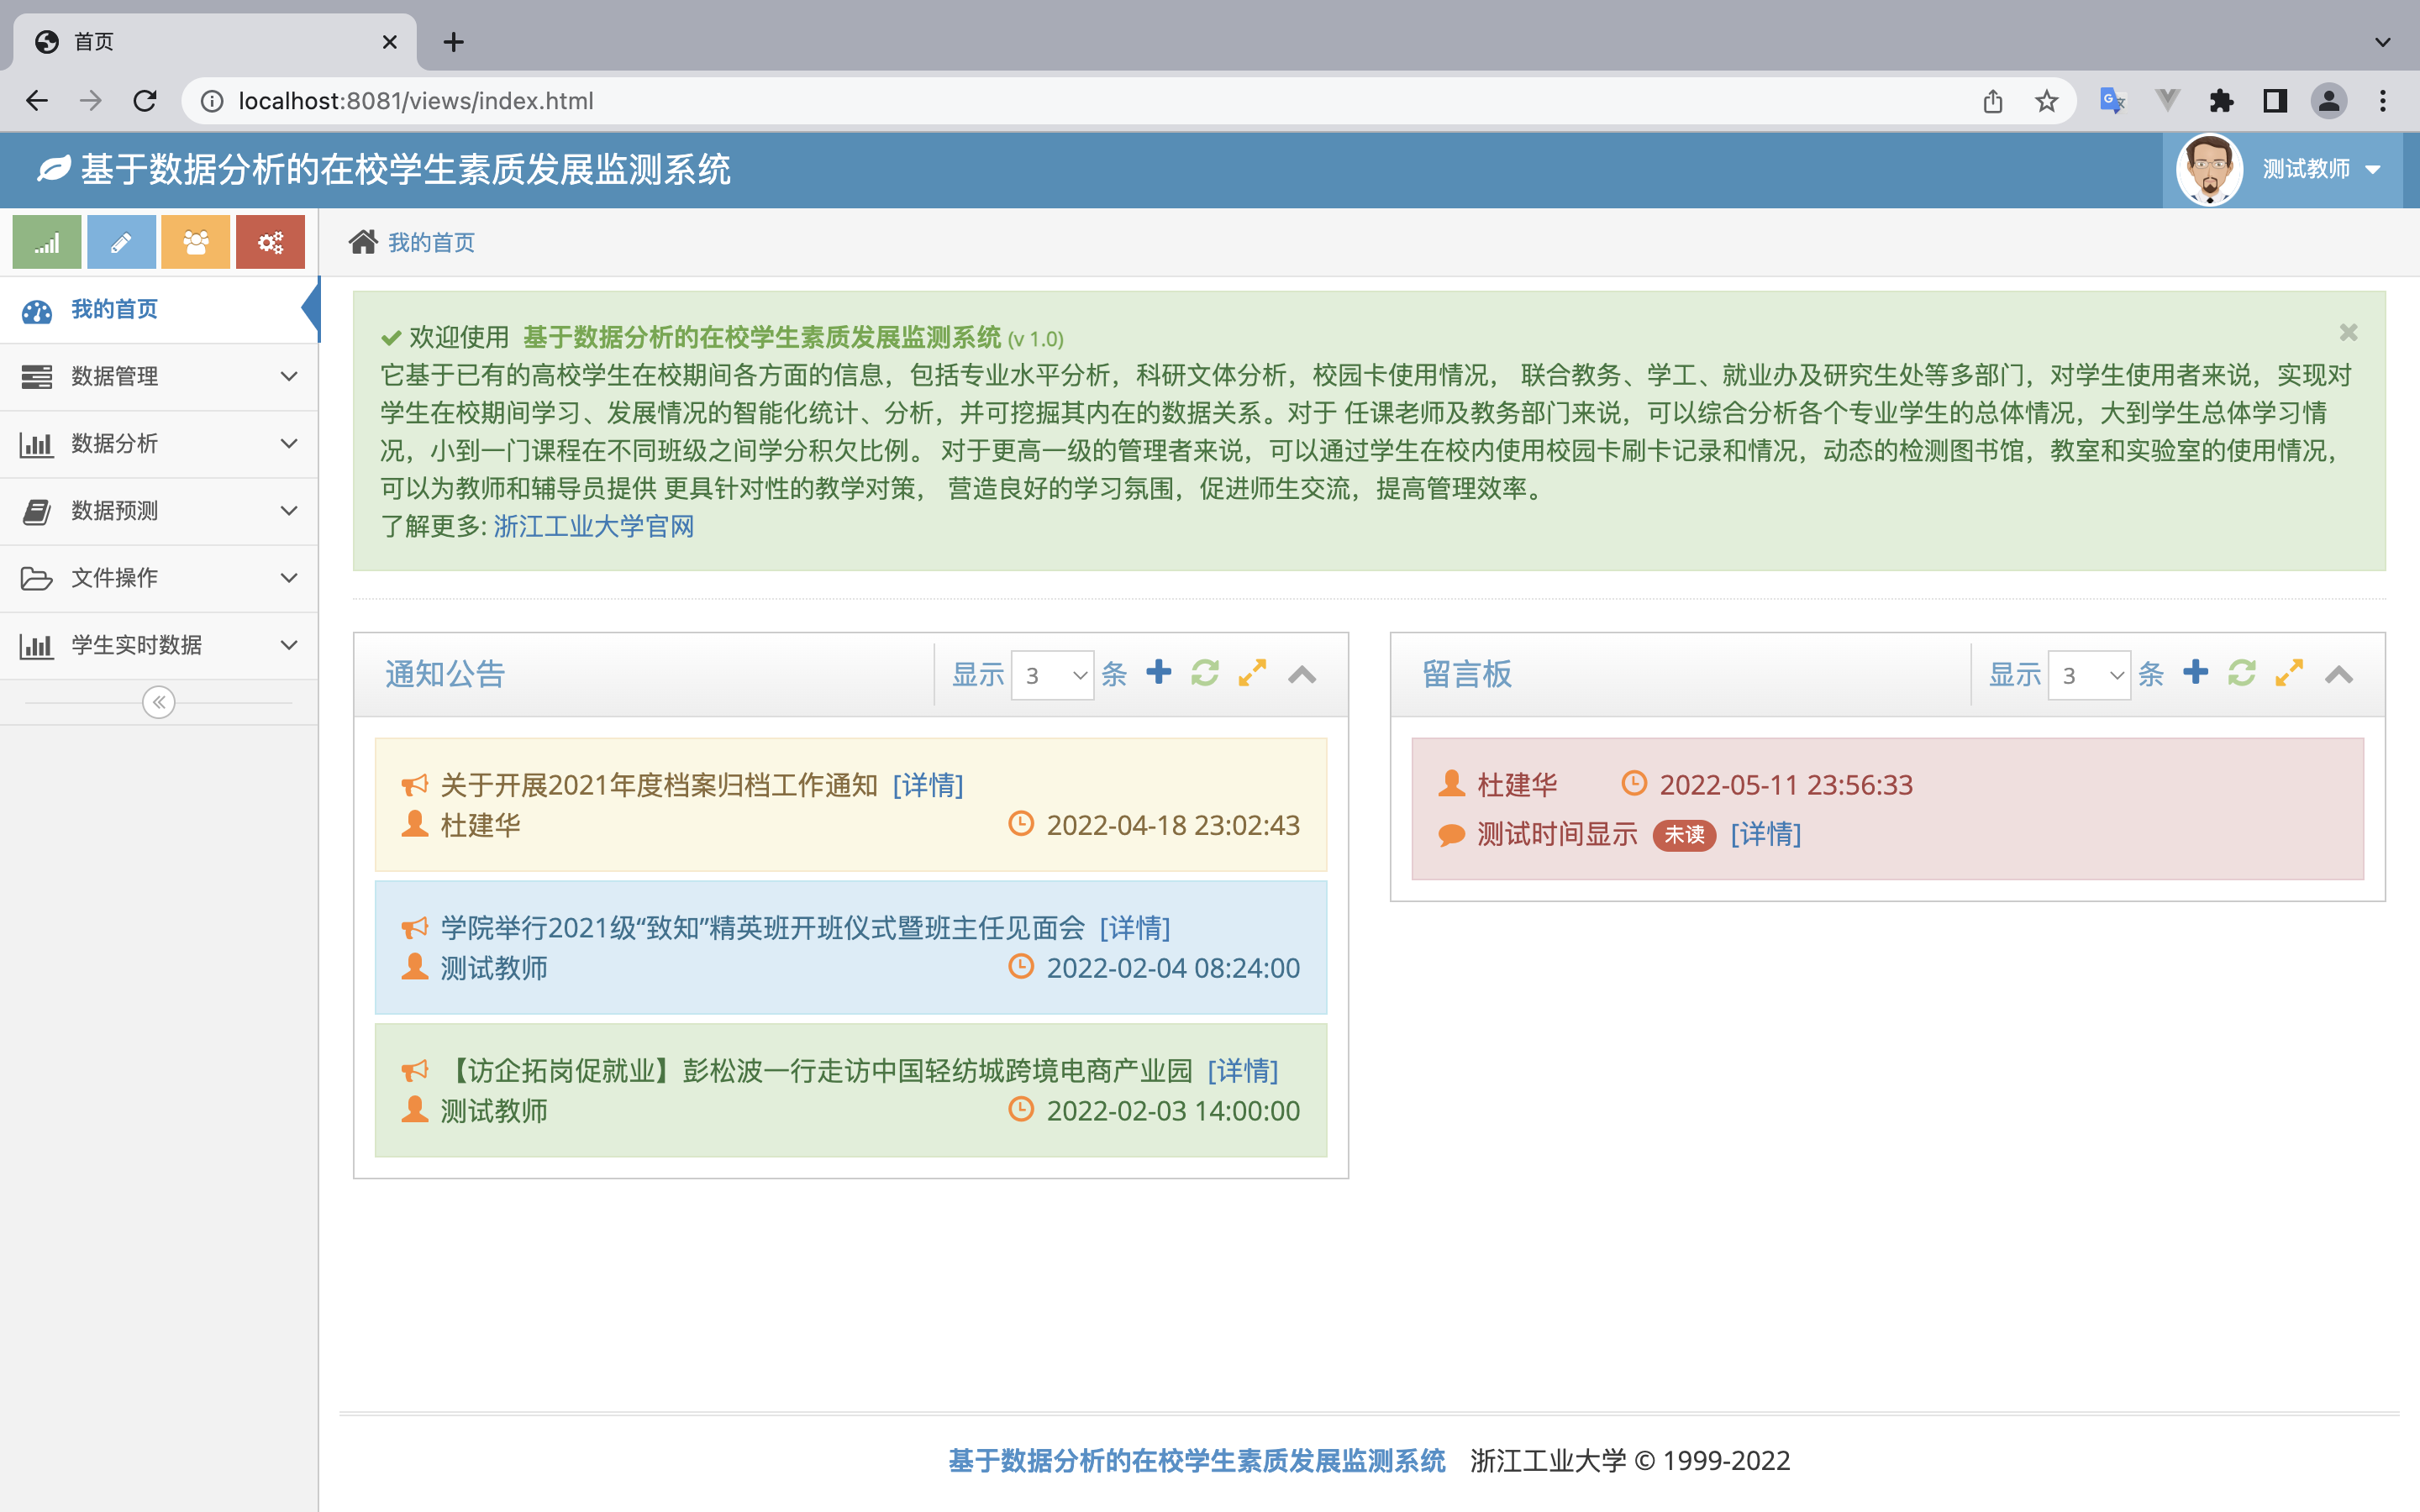 首页
localhost:8081/views/index.html
基于数据分析的在校学生素质发展监测系统
测试教师
我的首页
我的首页
数据管理
数据分析
数据预测
文件操作
学生实时数据
欢迎使用 基于数据分析的在校学生素质发展监测系统 (v 1.0)
它基于已有的高校学生在校期间各方面的信息，包括专业水平分析，科研文体分析，校园卡使用情况， 联合教务、学工、就业办及研究生处等多部门，对学生使用者来说，实现对
学生在校期间学习、发展情况的智能化统计、分析，并可挖掘其内在的数据关系。对于 任课老师及教务部门来说，可以综合分析各个专业学生的总体情况，大到学生总体学习情
况，小到一门课程在不同班级之间学分积欠比例。 对于更高一级的管理者来说，可以通过学生在校内使用校园卡刷卡记录和情况，动态的检测图书馆，教室和实验室的使用情况，
可以为教师和辅导员提供 更具针对性的教学对策， 营造良好的学习氛围，促进师生交流，提高管理效率。
了解更多: 浙江工业大学官网
通知公告
显示 3 条
关于开展2021年度档案归档工作通知 [详情]
杜建华 2022-04-18 23:02:43
学院举行2021级“致知”精英班开班仪式暨班主任见面会 [详情]
测试教师 2022-02-04 08:24:00
【访企拓岗促就业】彭松波一行走访中国轻纺城跨境电商产业园 [详情]
测试教师 2022-02-03 14:00:00
留言板
显示 3 条
杜建华 2022-05-11 23:56:33
测试时间显示 未读 [详情]
基于数据分析的在校学生素质发展监测系统 浙江工业大学 © 1999-2022